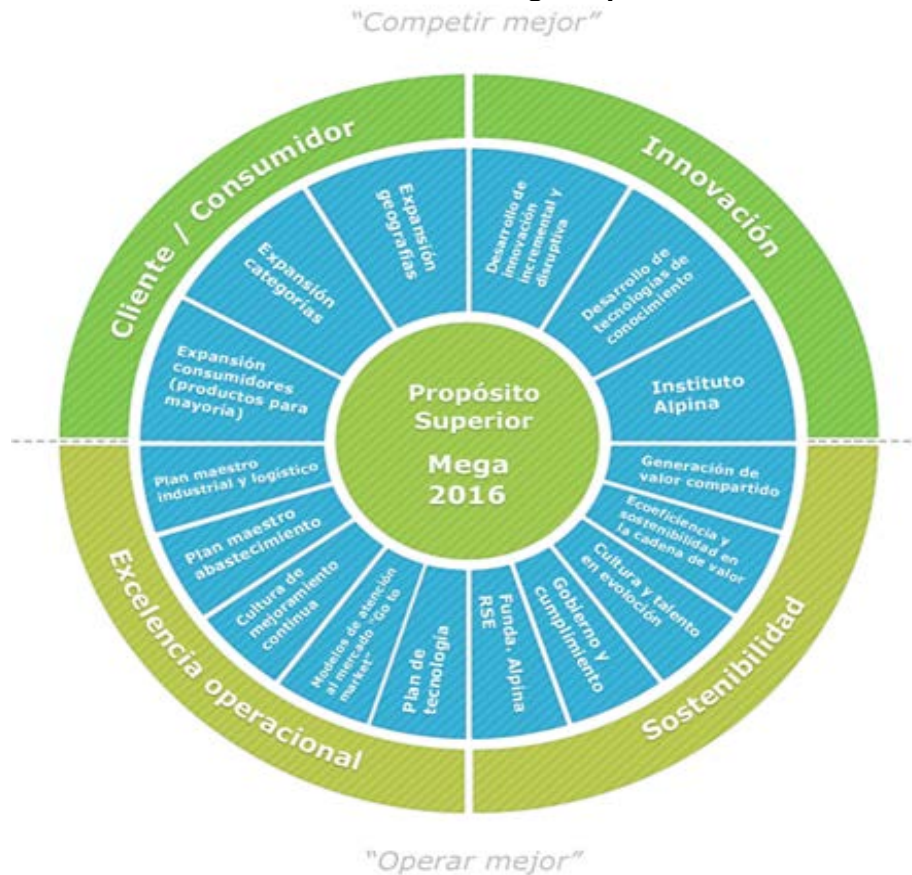 "Competir mejor"
Cliente / Consumidor
Innovación
Expansión
geografías
Expansión
categorías
Expansión
consumidores
(productos para
mayoría)
Desarrollo de
innovación
incremental y
disruptiva
Desarrollo de
tecnologías de
conocimiento
Instituto
Alpina
Propósito
Superior
Mega
2016
Plan maestro
industrial y logístico
Plan maestro
abastecimiento
Cultura de
mejoramiento
continua
Modelos de atención
al mercado "Go to
market"
Plan de
tecnología
Generación de
valor compartido
Ecoeficiencia y
sostenibilidad en
la cadena de valor
Cultura y talento
en evoloción
Gobierno y
cumplimiento
Funda. Alpina
RSE
Excelencia operacional
Sostenibilidad
"Operar mejor"